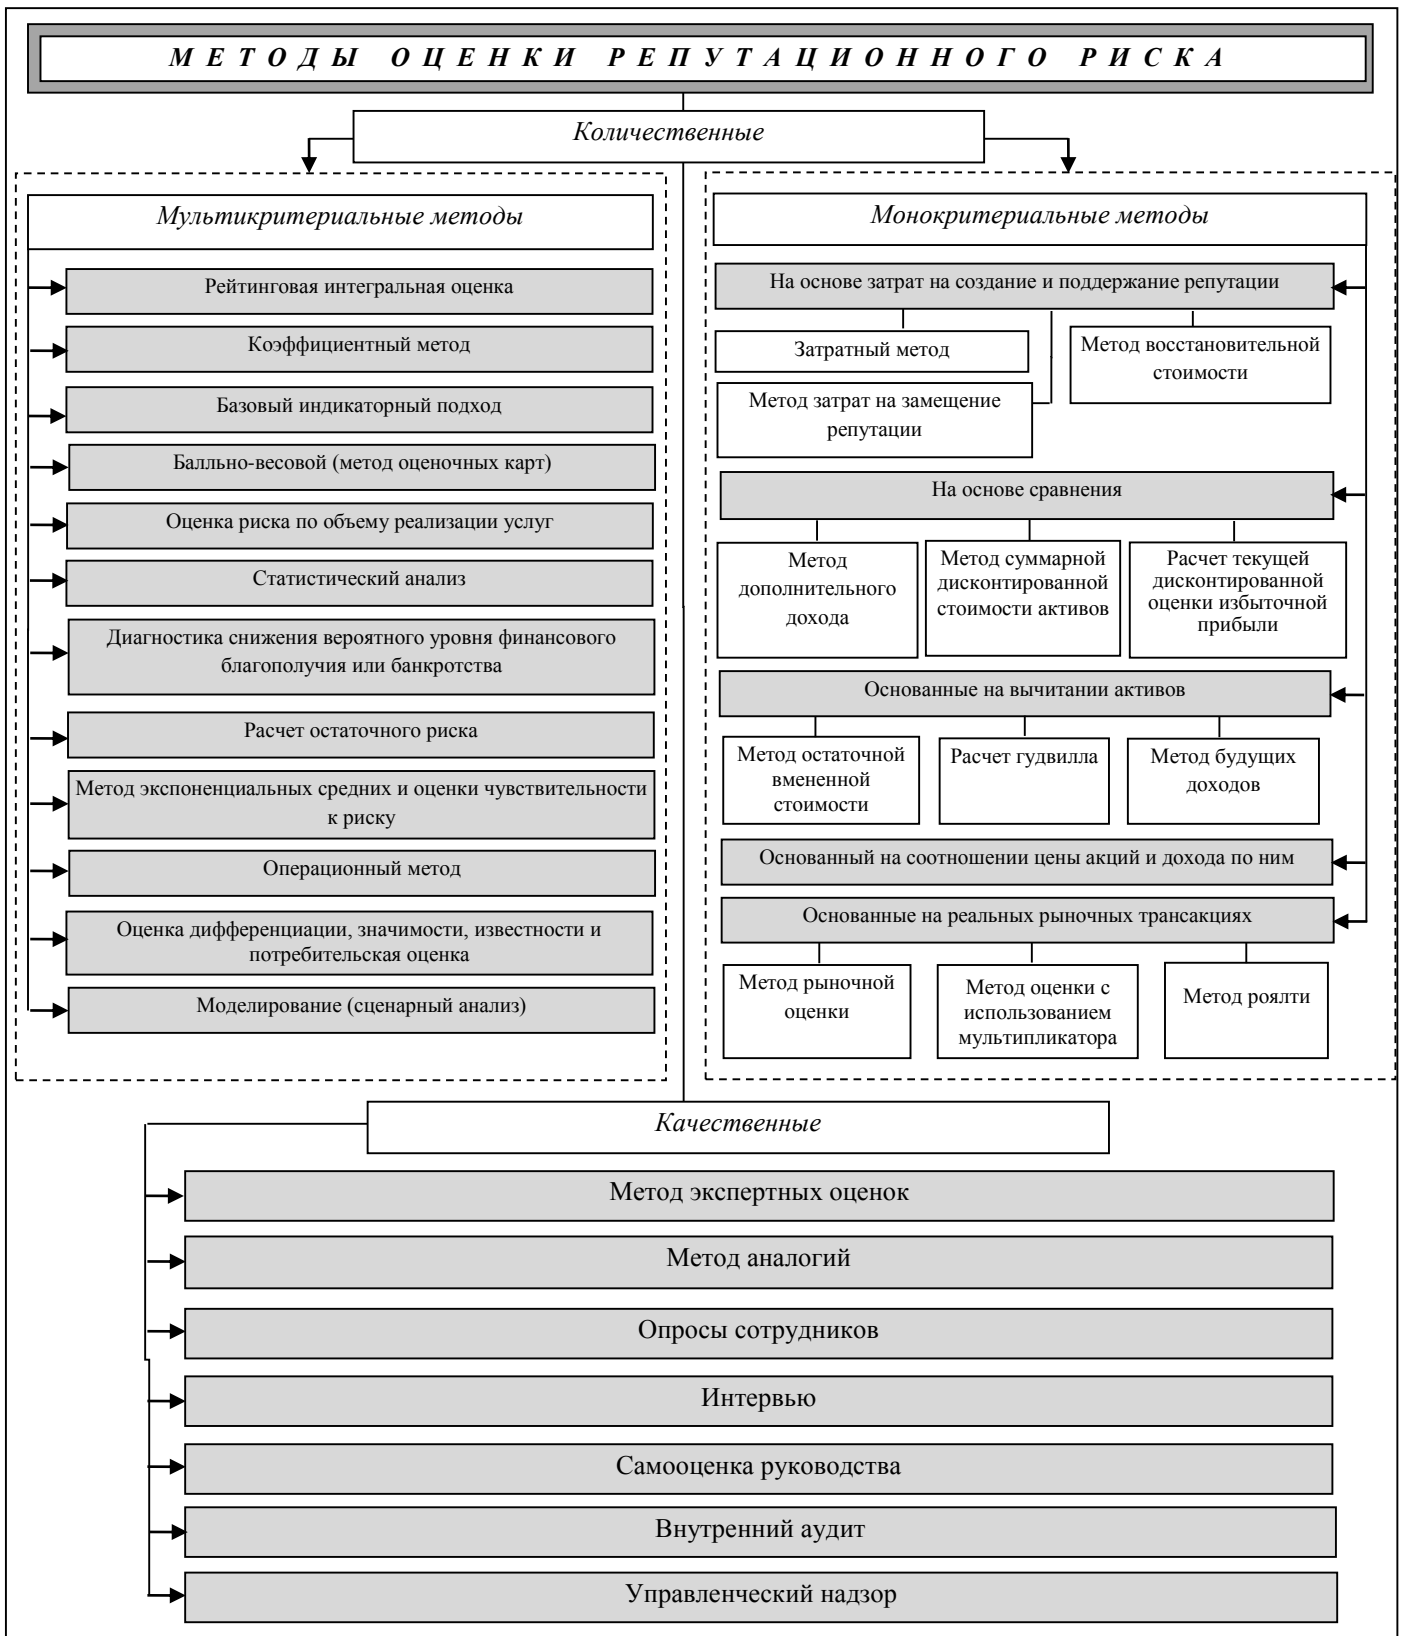 МЕТОДЫ ОЦЕНКИ РЕПУТАЦИОННОГО РИСКА
Количественные
Мультикритериальные методы
Рейтинговая интегральная оценка
Коэффициентный метод
Базовый индикаторный подход
Балльно-весовой (метод оценочных карт)
Оценка риска по объему реализации услуг
Статистический анализ
Диагностика снижения вероятного уровня финансового
благополучия или банкротства
Расчет остаточного риска
Метод экспоненциальных средних и оценки чувствительности
к риску
Операционный метод
Оценка дифференциации, значимости, известности и
потребительская оценка
Моделирование (сценарный анализ)
Монокритериальные методы
На основе затрат на создание и поддержание репутации
Затратный метод
Метод восстановительной
стоимости
Метод затрат на замещение
репутации
На основе сравнения
Метод
дополнительного
дохода
Метод суммарной
дисконтированной
стоимости активов
Расчет текущей
дисконтированной
оценки избыточной
прибыли
Основанные на вычитании активов
Метод остаточной
вмененной
стоимости
Расчет гудвилла
Метод будущих
доходов
Основанный на соотношении цены акций и дохода по ним
Основанные на реальных рыночных трансакциях
Метод рыночной
оценки
Метод оценки с
использованием
мультипликатора
Метод роялти
Качественные
Метод экспертных оценок
Метод аналогий
Опросы сотрудников
Интервью
Самооценка руководства
Внутренний аудит
Управленческий надзор